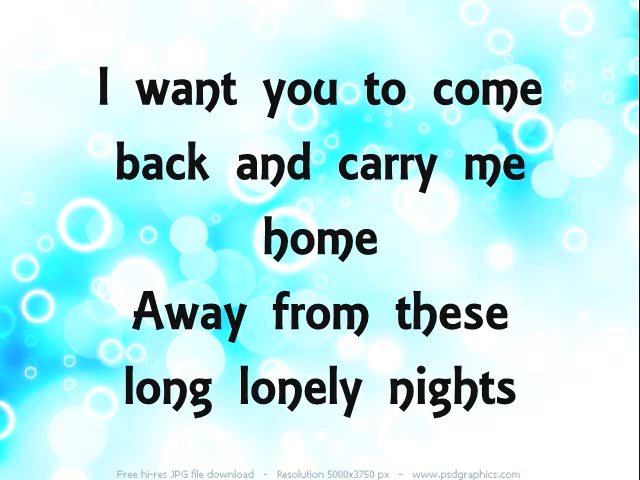 I want you to come
back and carry me
home
Away from these
long lonely nights
Free hi-res JPG file download - Resolution 5000x3750 px - www.psdgraphics.com